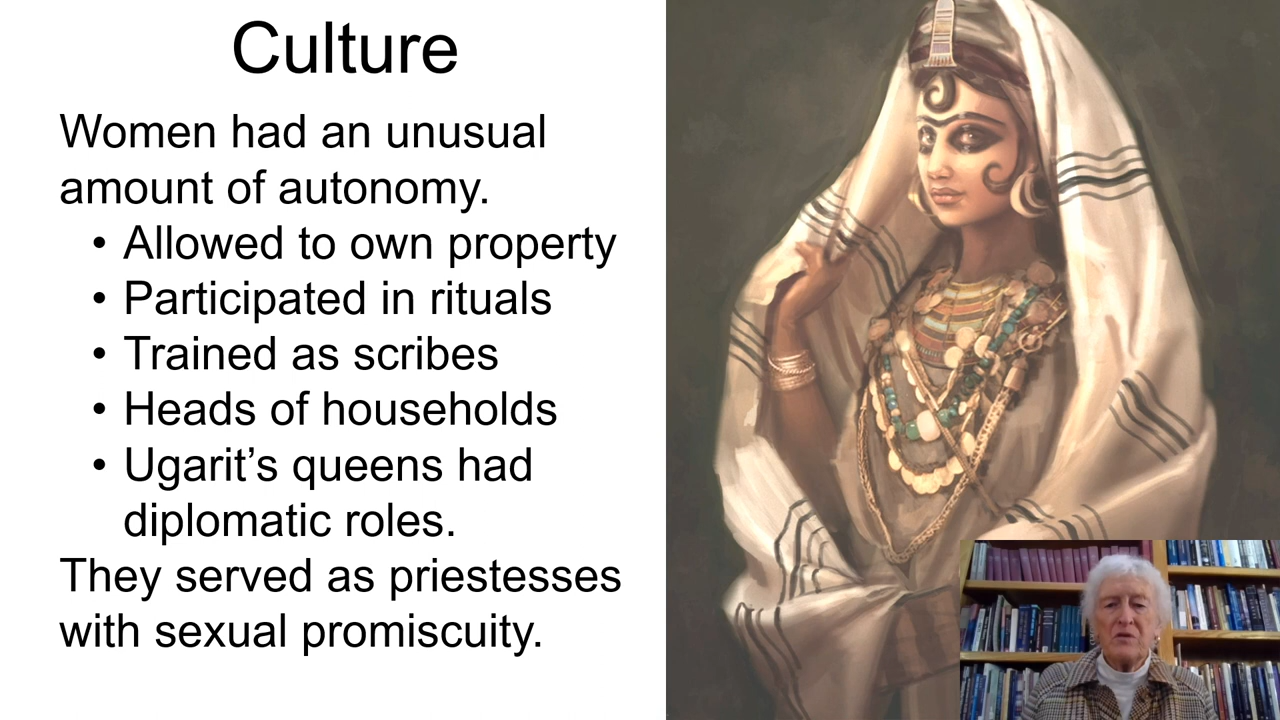 Culture
Women had an unusual
amount of autonomy.
• Allowed to own property
• Participated in rituals
• Trained as scribes
• Heads of households
• Ugarit’s queens had
diplomatic roles.
They served as priestesses
with sexual promiscuity.